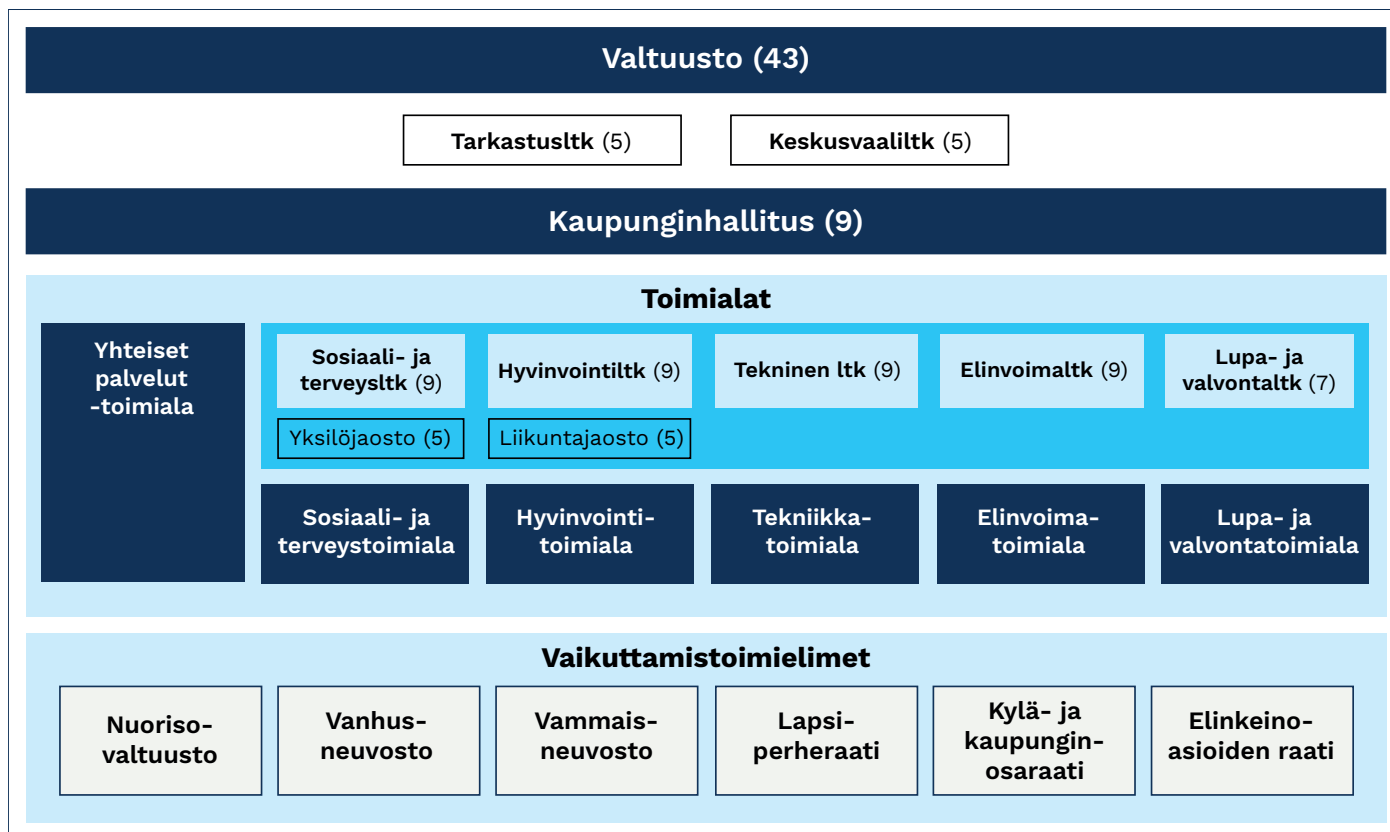 Valtuusto (43)
Tarkastusltk (5)
Keskusvaaliltk (5)
Kaupunginhallitus (9)
Toimialat
Yhteiset
palvelut
-toimiala
Sosiaali- ja
terveysltk (9)
Hyvinvointiltk (9)
Tekninen ltk (9)
Elinvoimaltk (9)
Lupa- ja
valvontaltk (7)
Yksilöjaosto (5)
Liikuntajaosto (5)
Sosiaali- ja
terveystoimiala
Hyvinvointi-
toimiala
Tekniikka-
toimiala
Elinvoima-
toimiala
Lupa- ja
valvontatoimiala
Vaikuttamistoimielimet
Nuoriso-
valtuusto
Vanhus-
neuvosto
Vammais-
neuvosto
Lapsi-
perheraati
Kylä- ja
kaupungin-
osaraati
Elinkeino-
asioiden raati